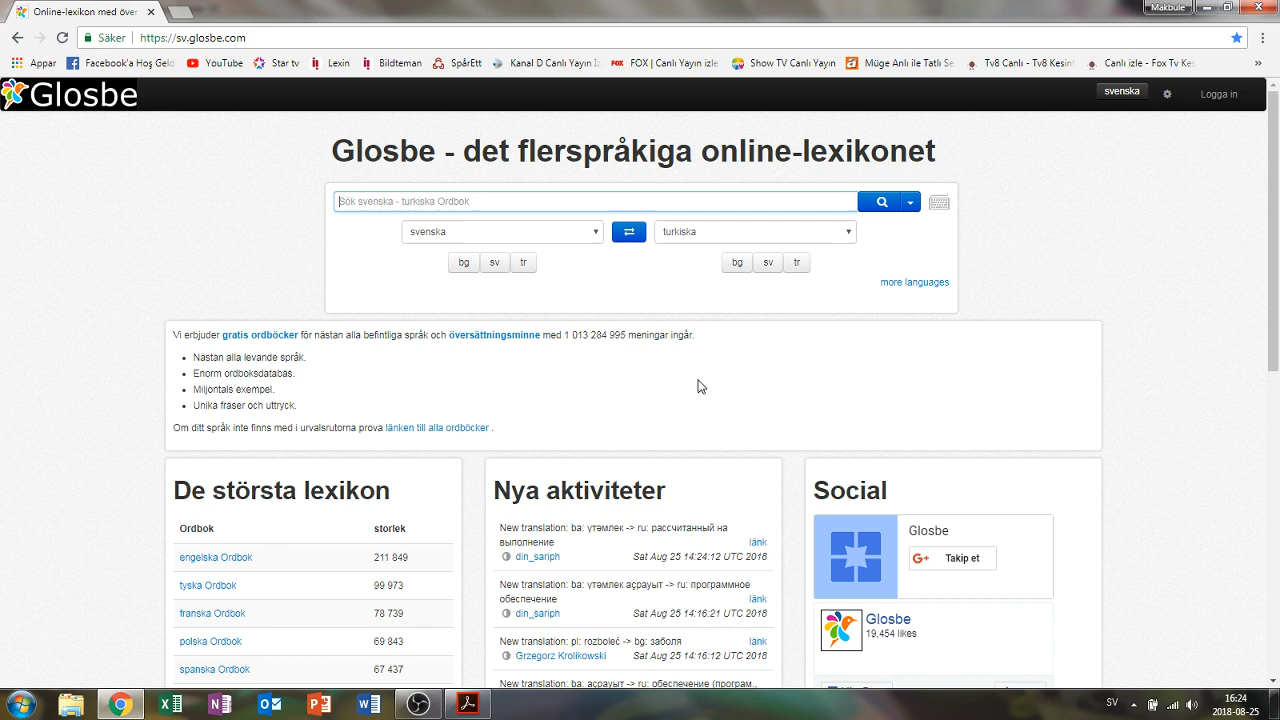 Online-lexikon med över
Makbule
Säker
https://sv.glosbe.com
Appar
Facebook'a Hoş Geld
YouTube
Star tv
Lexin
Bildteman
SpårEtt
Kanal D Canlı Yayın İz
FOX | Canlı Yayın izle
Show TV Canlı Yayın
Müge Anlı ile Tatlı Se
Tv8 Canlı - Tv8 Kesint
Canlı izle - Fox Tv Kes
Glosbe
svenska
Logga in
Glosbe - det flerspråkiga online-lexikonet
Sök svenska - turkiska Ordbok
svenska
turkiska
bg sv tr
bg sv tr
more languages
Vi erbjuder gratis ordböcker för nästan alla befintliga språk och översättningsminne med 1 013 284 995 meningar ingår.
Nästan alla levande språk.
Enorm ordboksdatabas.
Miljontals exempel.
Unika fraser och uttryck.
Om ditt språk inte finns med i urvalsrutorna prova länken till alla ordböcker .
De största lexikon
Ordbok storlek
engelska Ordbok 211 849
tyska Ordbok 99 973
franska Ordbok 78 739
polska Ordbok 69 843
spanska Ordbok 67 437
Nya aktiviteter
New translation: ba: үтәмлек -> ru: рассчитанный на
выполнение länk
din_sariph Sat Aug 25 14:24:12 UTC 2018
New translation: ba: үтәмлек аҫрауыт -> ru: программное
обеспечение länk
din_sariph Sat Aug 25 14:16:21 UTC 2018
New translation: pl: rozboleć -> bg: заболя länk
Grzegorz Krolikowski Sat Aug 25 14:16:12 UTC 2018
New translation: ba: аҫрауыт -> ru: обеспечение (програм...
Social
Glosbe
G+ Takip et
Glosbe
19,454 likes
SV
16:24
2018-08-25